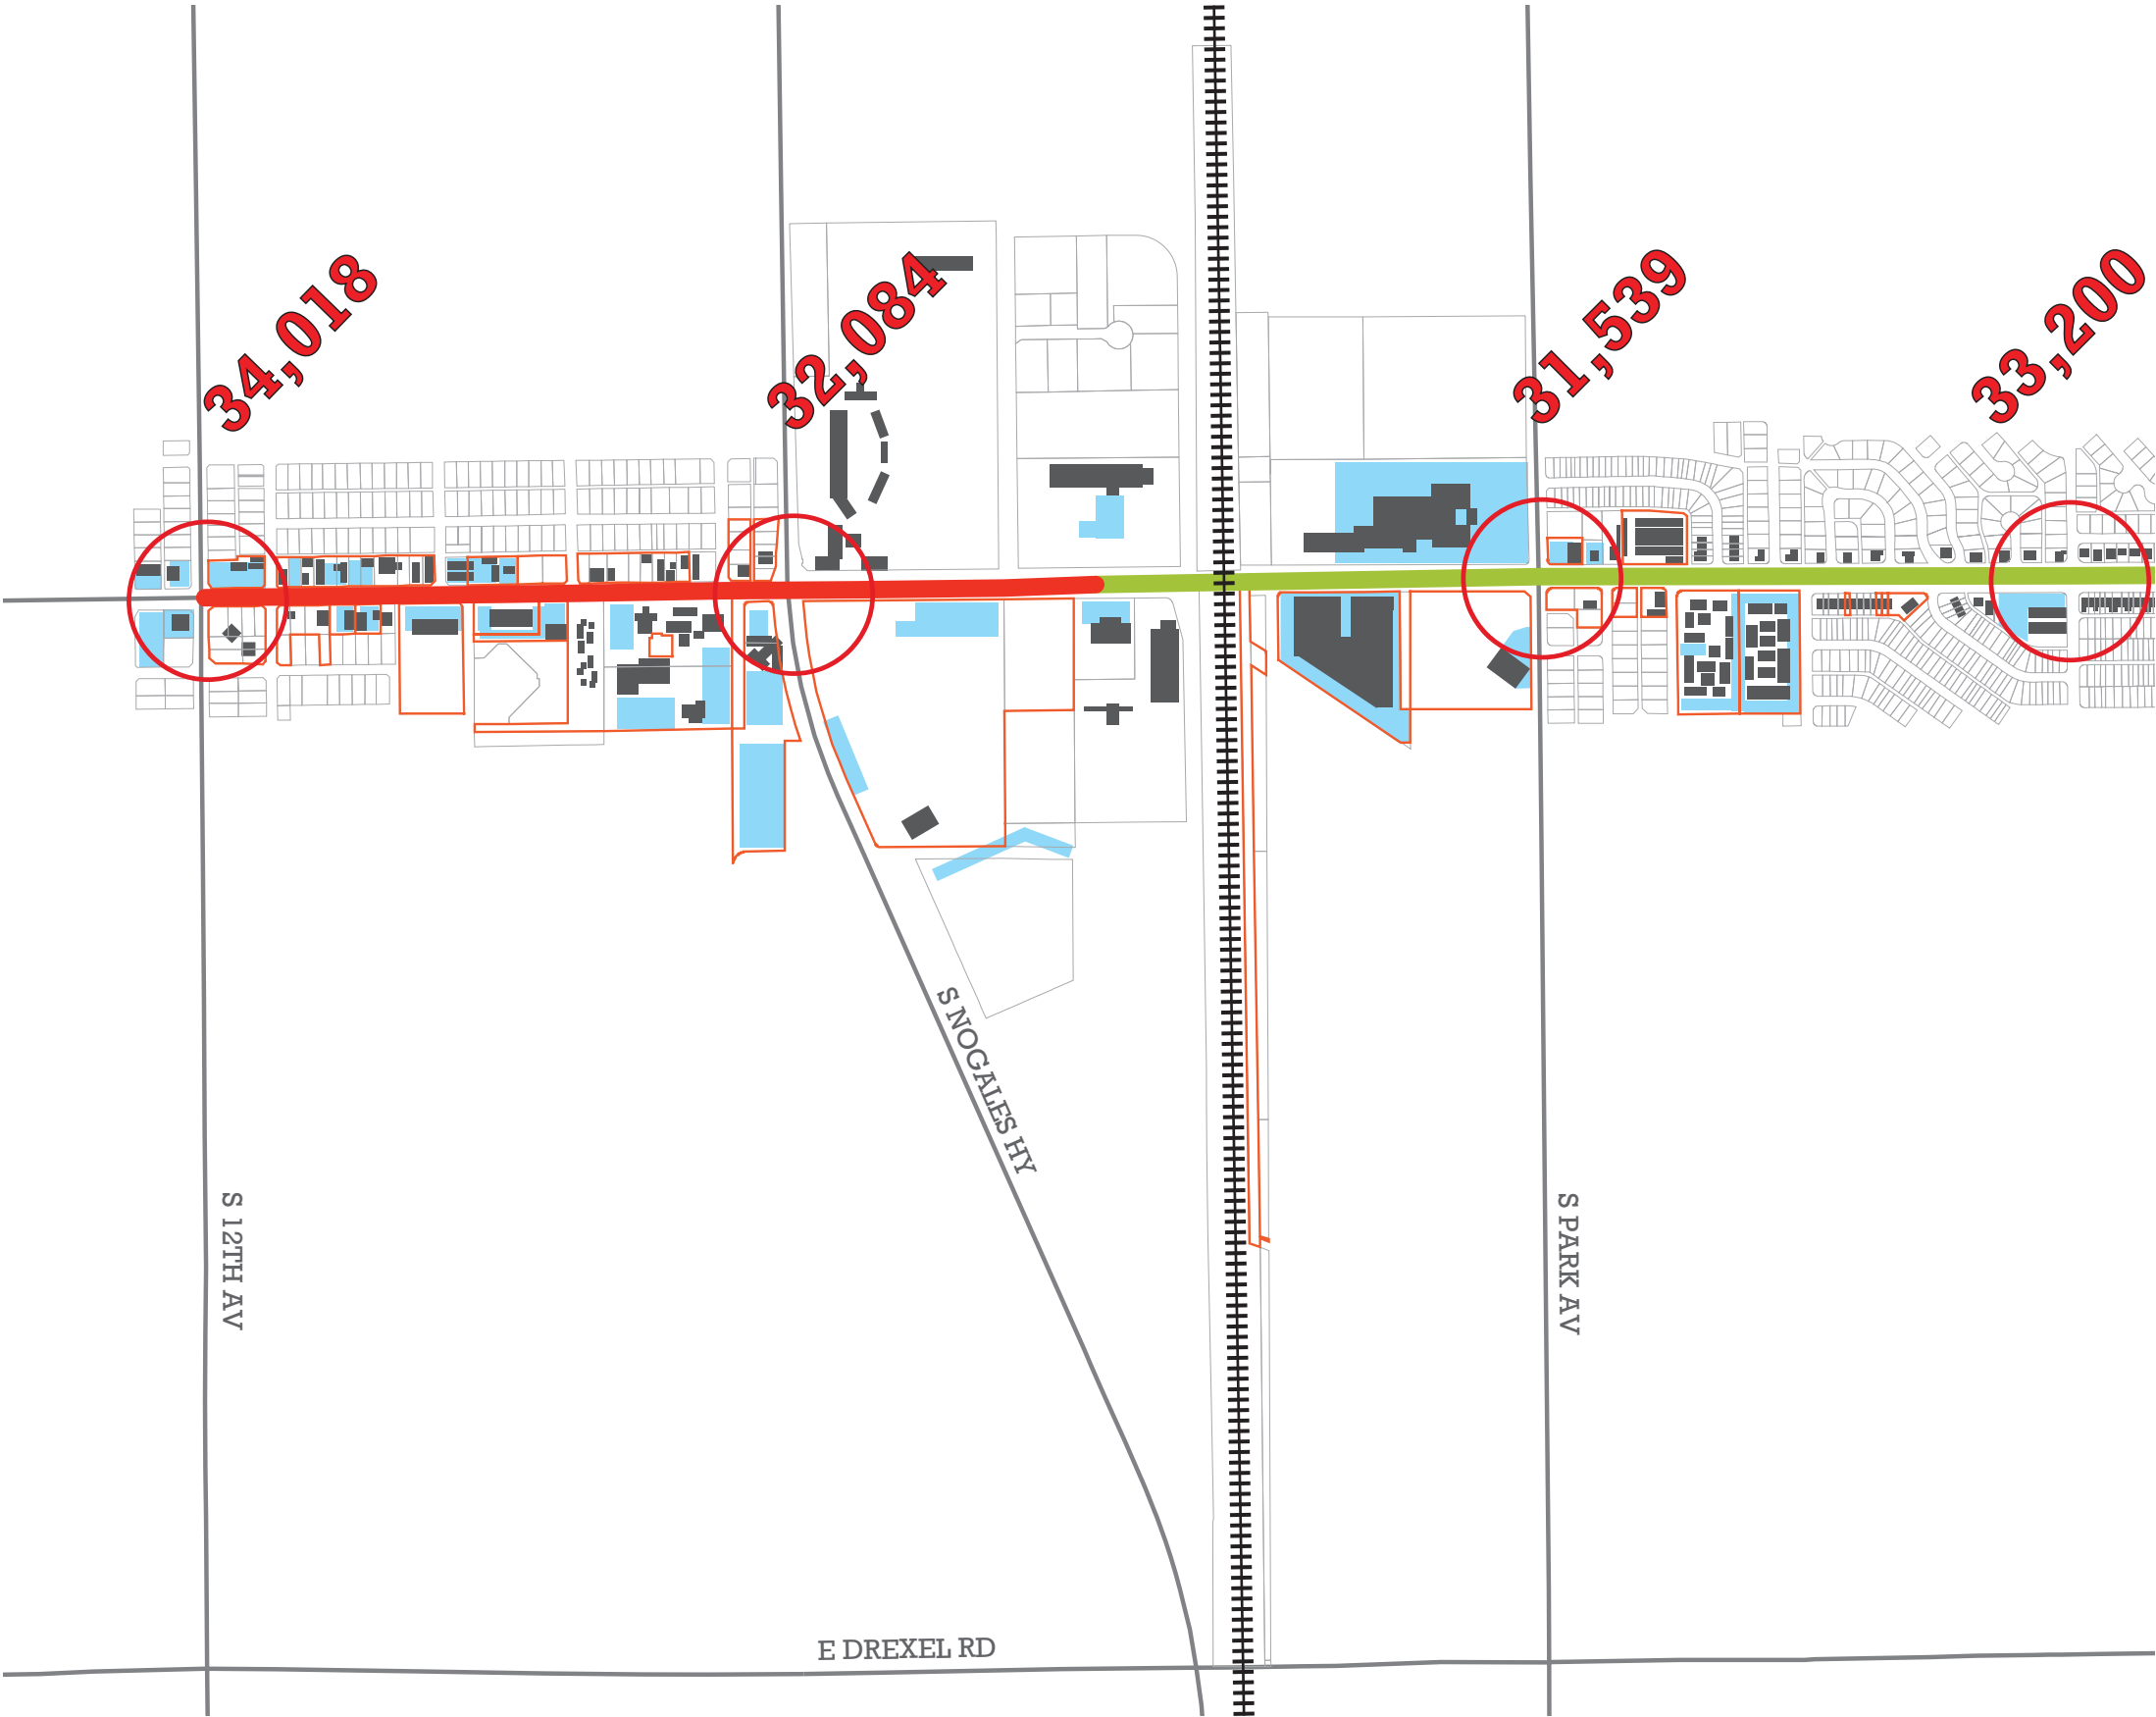 34,018
32,084
31,539
33,200
S NOGALES HY
S 12TH AV
S PARK AV
E DREXEL RD